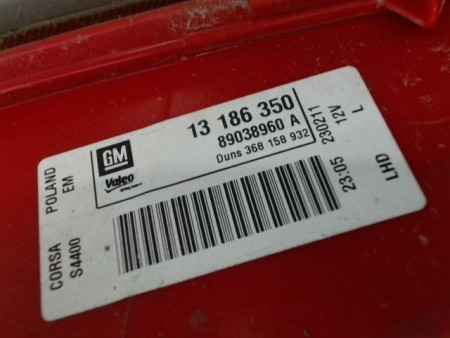 GM
Valeo
13 186 350
89038960 A
Duns 368 158 932
CORSA POLAND
S4400 EM
23:05 230211
12V
LHD L